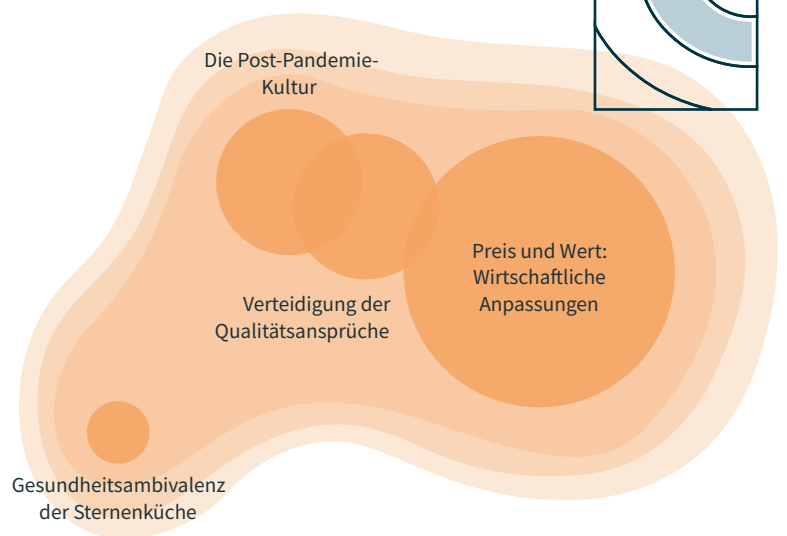 Die Post-Pandemie-
Kultur
Preis und Wert:
Wirtschaftliche
Anpassungen
Verteidigung der
Qualitätsansprüche
Gesundheitsambivalenz
der Sternenküche